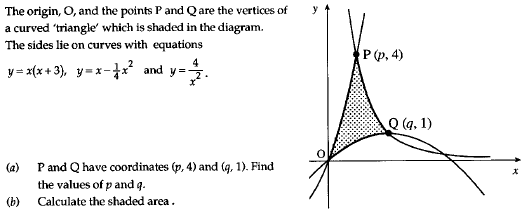 The origin, O, and the points P and Q are the vertices of
a curved 'triangle' which is shaded in the diagram.
The sides lie on curves with equations
y = x(x + 3), y = x − ¼x² and y = 4/x².
(a) P and Q have coordinates (p, 4) and (q, 1). Find
the values of p and q.
(b) Calculate the shaded area .
y
P (p, 4)
Q (q, 1)
O
x